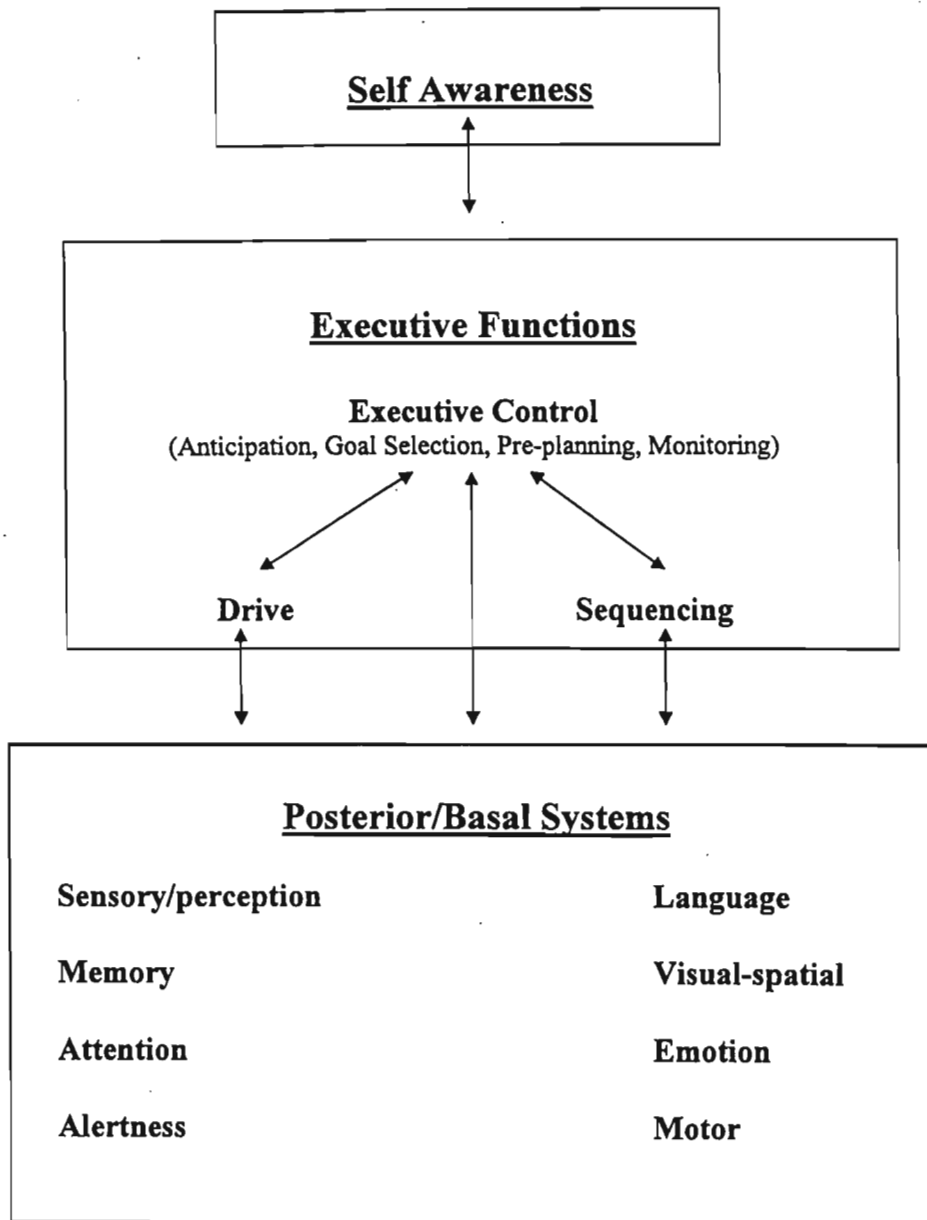 Self Awareness
Executive Functions
Executive Control
(Anticipation, Goal Selection, Pre-planning, Monitoring)
Drive
Sequencing
Posterior/Basal Systems
Sensory/perception
Language
Memory
Visual-spatial
Attention
Emotion
Alertness
Motor